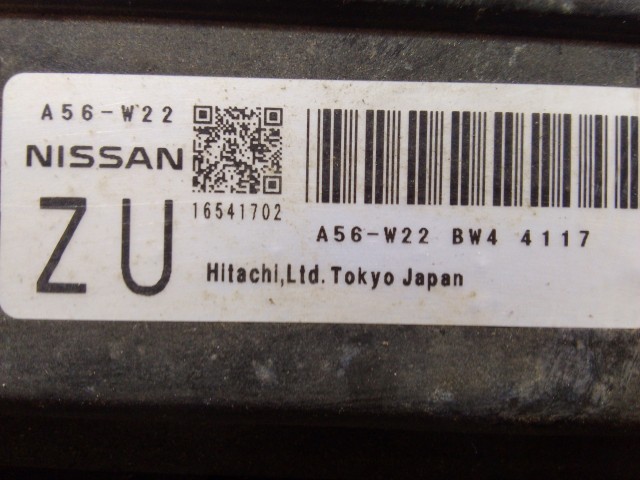 A56-W22
NISSAN
ZU
16541702
A56-W22 BW4 4117
Hitachi,Ltd. Tokyo Japan